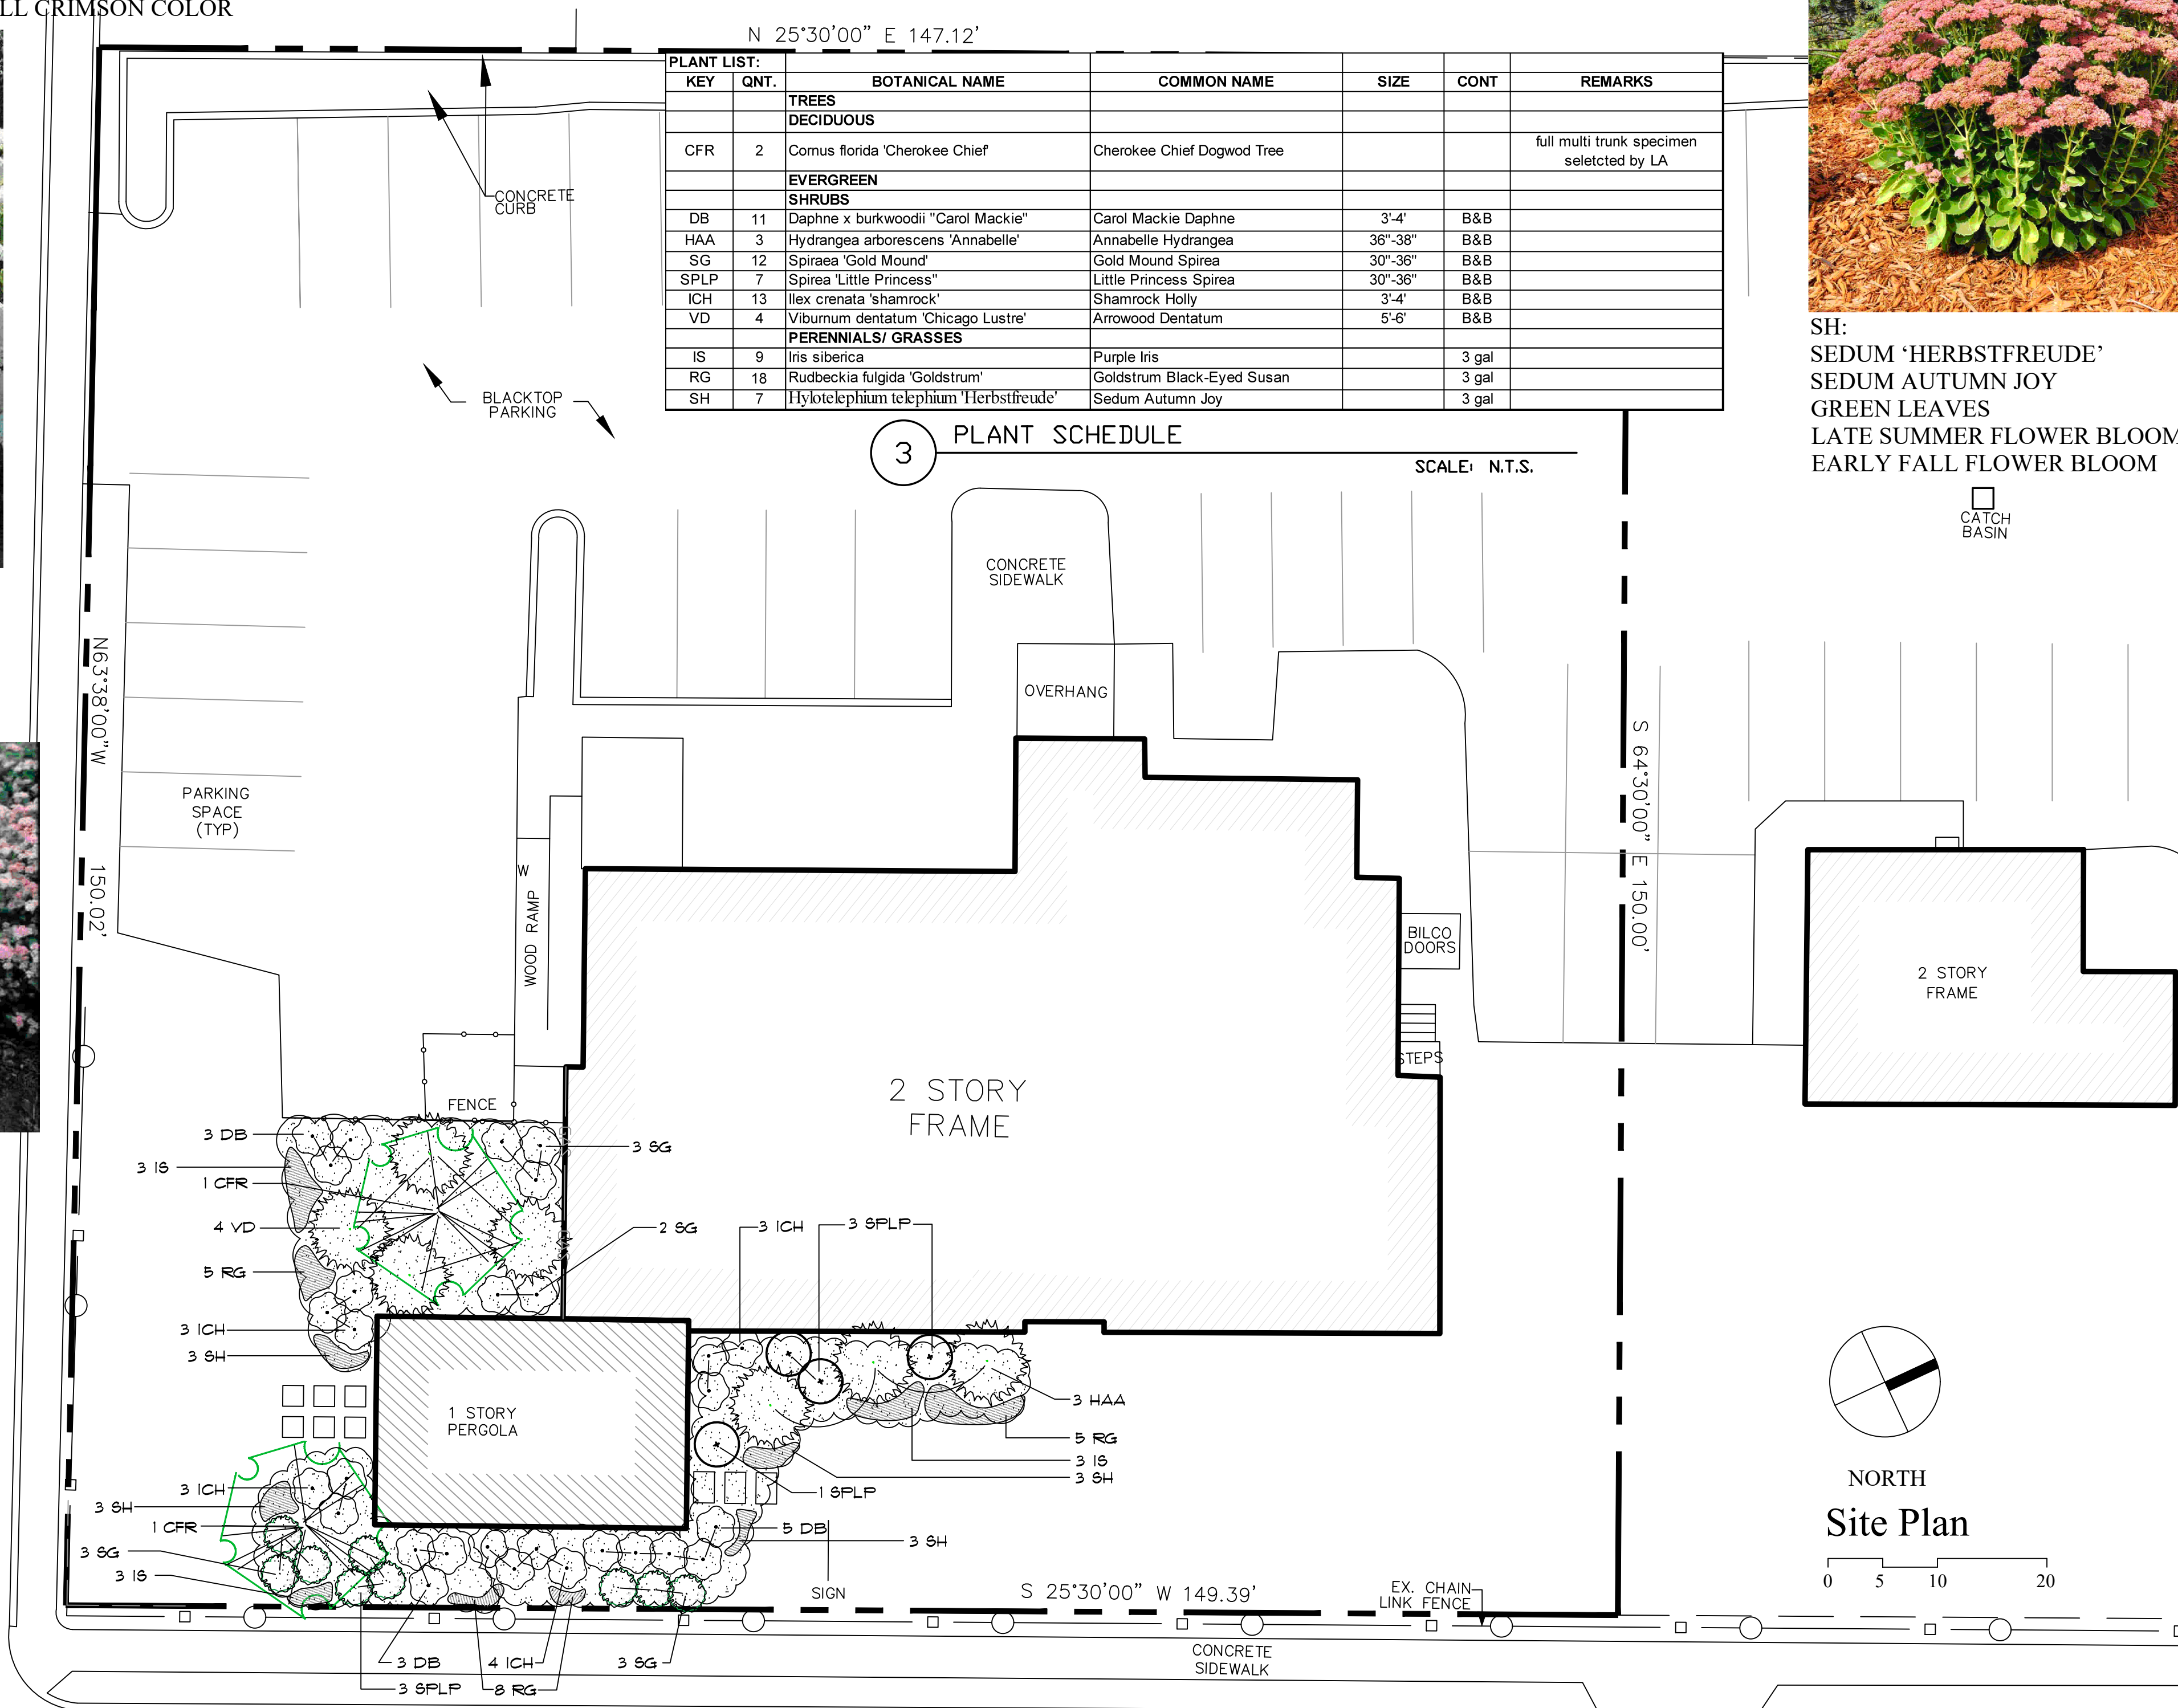 LL CRIMSON COLOR
N 25°30'00" E 147.12'
PLANT LIST:
KEY QNT. BOTANICAL NAME COMMON NAME SIZE CONT REMARKS
TREES
DECIDUOUS
CFR 2 Cornus florida 'Cherokee Chief' Cherokee Chief Dogwod Tree full multi trunk specimen
seletcted by LA
EVERGREEN
SHRUBS
DB 11 Daphne x burkwoodii "Carol Mackie" Carol Mackie Daphne 3'-4' B&B
HAA 3 Hydrangea arborescens 'Annabelle' Annabelle Hydrangea 36"-38" B&B
SG 12 Spiraea 'Gold Mound' Gold Mound Spirea 30"-36" B&B
SPLP 7 Spirea 'Little Princess" Little Princess Spirea 30"-36" B&B
ICH 13 Ilex crenata 'shamrock' Shamrock Holly 3'-4' B&B
VD 4 Viburnum dentatum 'Chicago Lustre' Arrowood Dentatum 5'-6' B&B
PERENNIALS/ GRASSES
IS 9 Iris siberica Purple Iris 3 gal
RG 18 Rudbeckia fulgida 'Goldstrum' Goldstrum Black-Eyed Susan 3 gal
SH 7 Hylotelephium telephium 'Herbstfreude' Sedum Autumn Joy 3 gal
3 PLANT SCHEDULE
SCALE: N.T.S.
SH:
SEDUM ‘HERBSTFREUDE’
SEDUM AUTUMN JOY
GREEN LEAVES
LATE SUMMER FLOWER BLOOM
EARLY FALL FLOWER BLOOM
CATCH
BASIN
CONCRETE
CURB
BLACKTOP
PARKING
CONCRETE
SIDEWALK
OVERHANG
N63°38'00"W
150.02'
S 64°30'00" E 150.00'
PARKING
SPACE
(TYP)
W
WOOD RAMP
BILCO
DOORS
STEPS
2 STORY
FRAME
2 STORY
FRAME
FENCE
3 DB
3 SG
3 IS
1 CFR
4 VD
2 SG
3 ICH
3 SPLP
5 RG
3 ICH
3 SH
3 HAA
1 STORY
PERGOLA
5 RG
3 IS
3 SH
3 ICH
1 SPLP
3 SH
1 CFR
5 DB
3 SH
3 SG
3 IS
SIGN
S 25°30'00" W 149.39'
EX. CHAIN
LINK FENCE
3 DB
4 ICH
3 SG
3 SPLP
8 RG
CONCRETE
SIDEWALK
NORTH
Site Plan
0 5 10 20